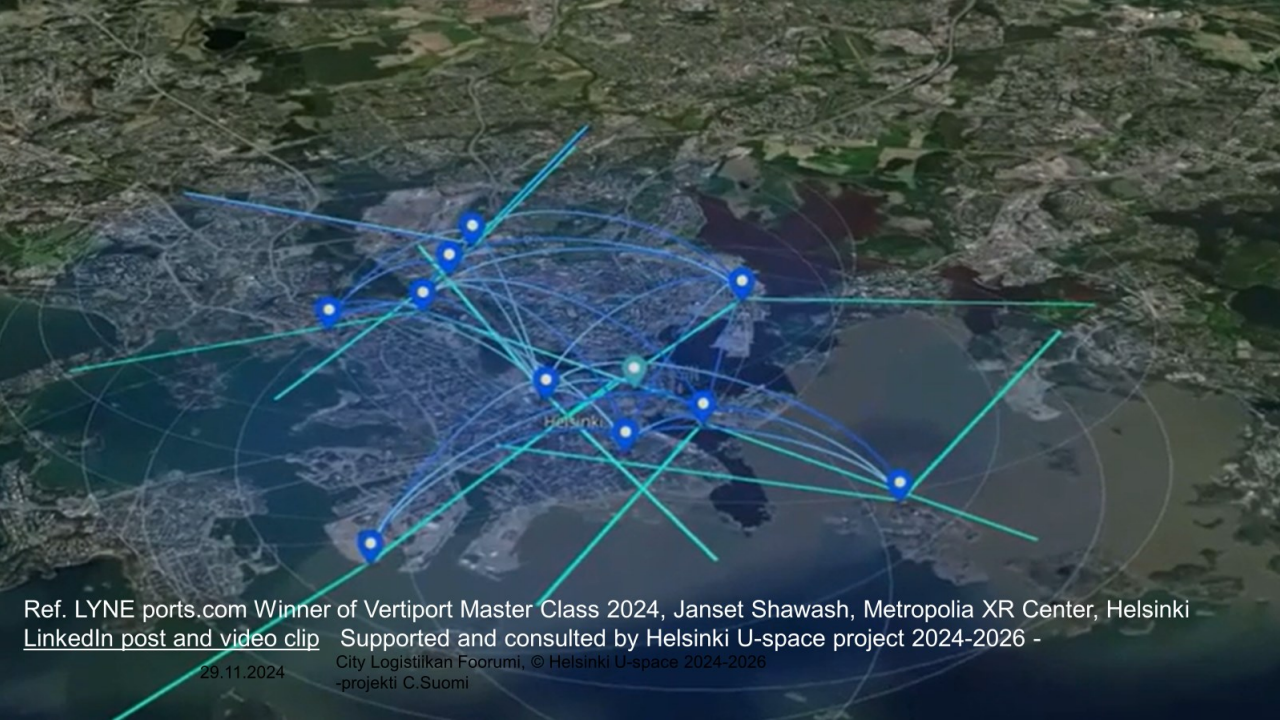 Helsinki
Ref. LYNE ports.com Winner of Vertiport Master Class 2024, Janset Shawash, Metropolia XR Center, Helsinki
LinkedIn post and video clip Supported and consulted by Helsinki U-space project 2024-2026 -
29.11.2024
City Logistiikan Foorumi, © Helsinki U-space 2024-2026
-projekti C.Suomi